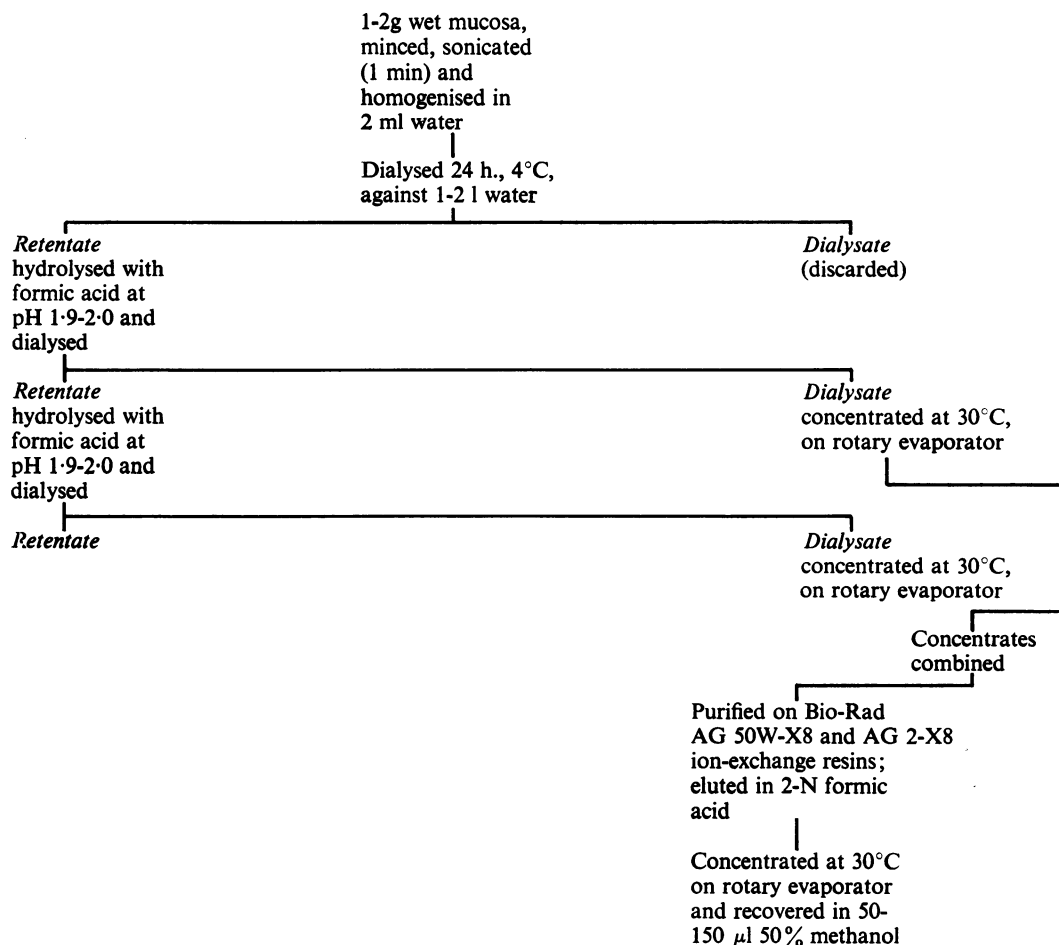 1-2g wet mucosa,
minced, sonicated
(1 min) and
homogenised in
2 ml water
Dialysed 24 h., 4°C,
against 1-2 l water
Retentate
hydrolysed with
formic acid at
pH 1·9-2·0 and
dialysed
Dialysate
(discarded)
Retentate
hydrolysed with
formic acid at
pH 1·9-2·0 and
dialysed
Dialysate
concentrated at 30°C,
on rotary evaporator
Retentate
Dialysate
concentrated at 30°C,
on rotary evaporator
Concentrates
combined
Purified on Bio-Rad
AG 50W-X8 and AG 2-X8
ion-exchange resins;
eluted in 2-N formic
acid
Concentrated at 30°C
on rotary evaporator
and recovered in 50-
150 μl 50% methanol